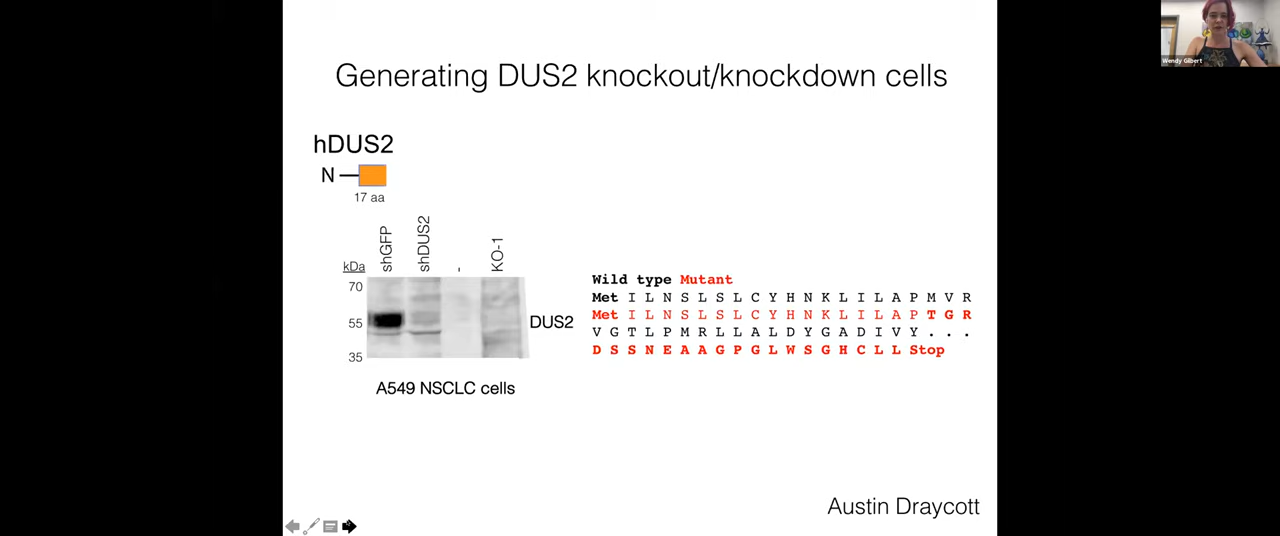 Wendy Gilbert
Generating DUS2 knockout/knockdown cells
hDUS2
N
17 aa
kDa
shGFP
shDUS2
-
KO-1
70
55
35
DUS2
A549 NSCLC cells
Wild type Mutant
Met I L N S L S L C Y H N K L I L A P M V R
Met I L N S L S L C Y H N K L I L A P T G R
V G T L P M R L L A L D Y G A D I V Y . . .
D S S N E A A G P G L W S G H C L L Stop
Austin Draycott